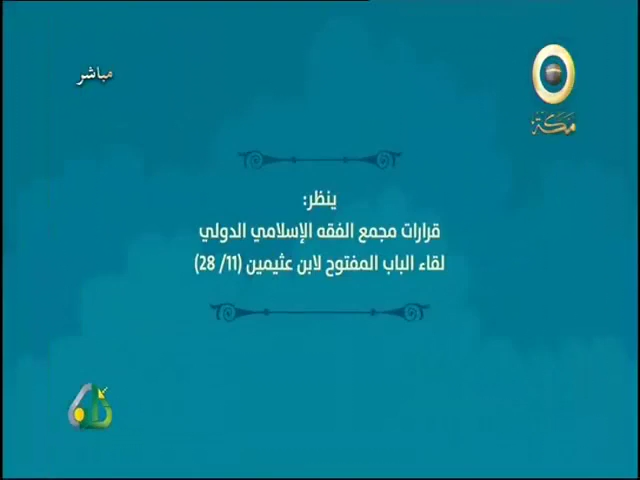 مباشر
مكة
ينظر:
قرارات مجمع الفقه الإسلامي الدولي
لقاء الباب المفتوح لابن عثيمين (11/ 28)